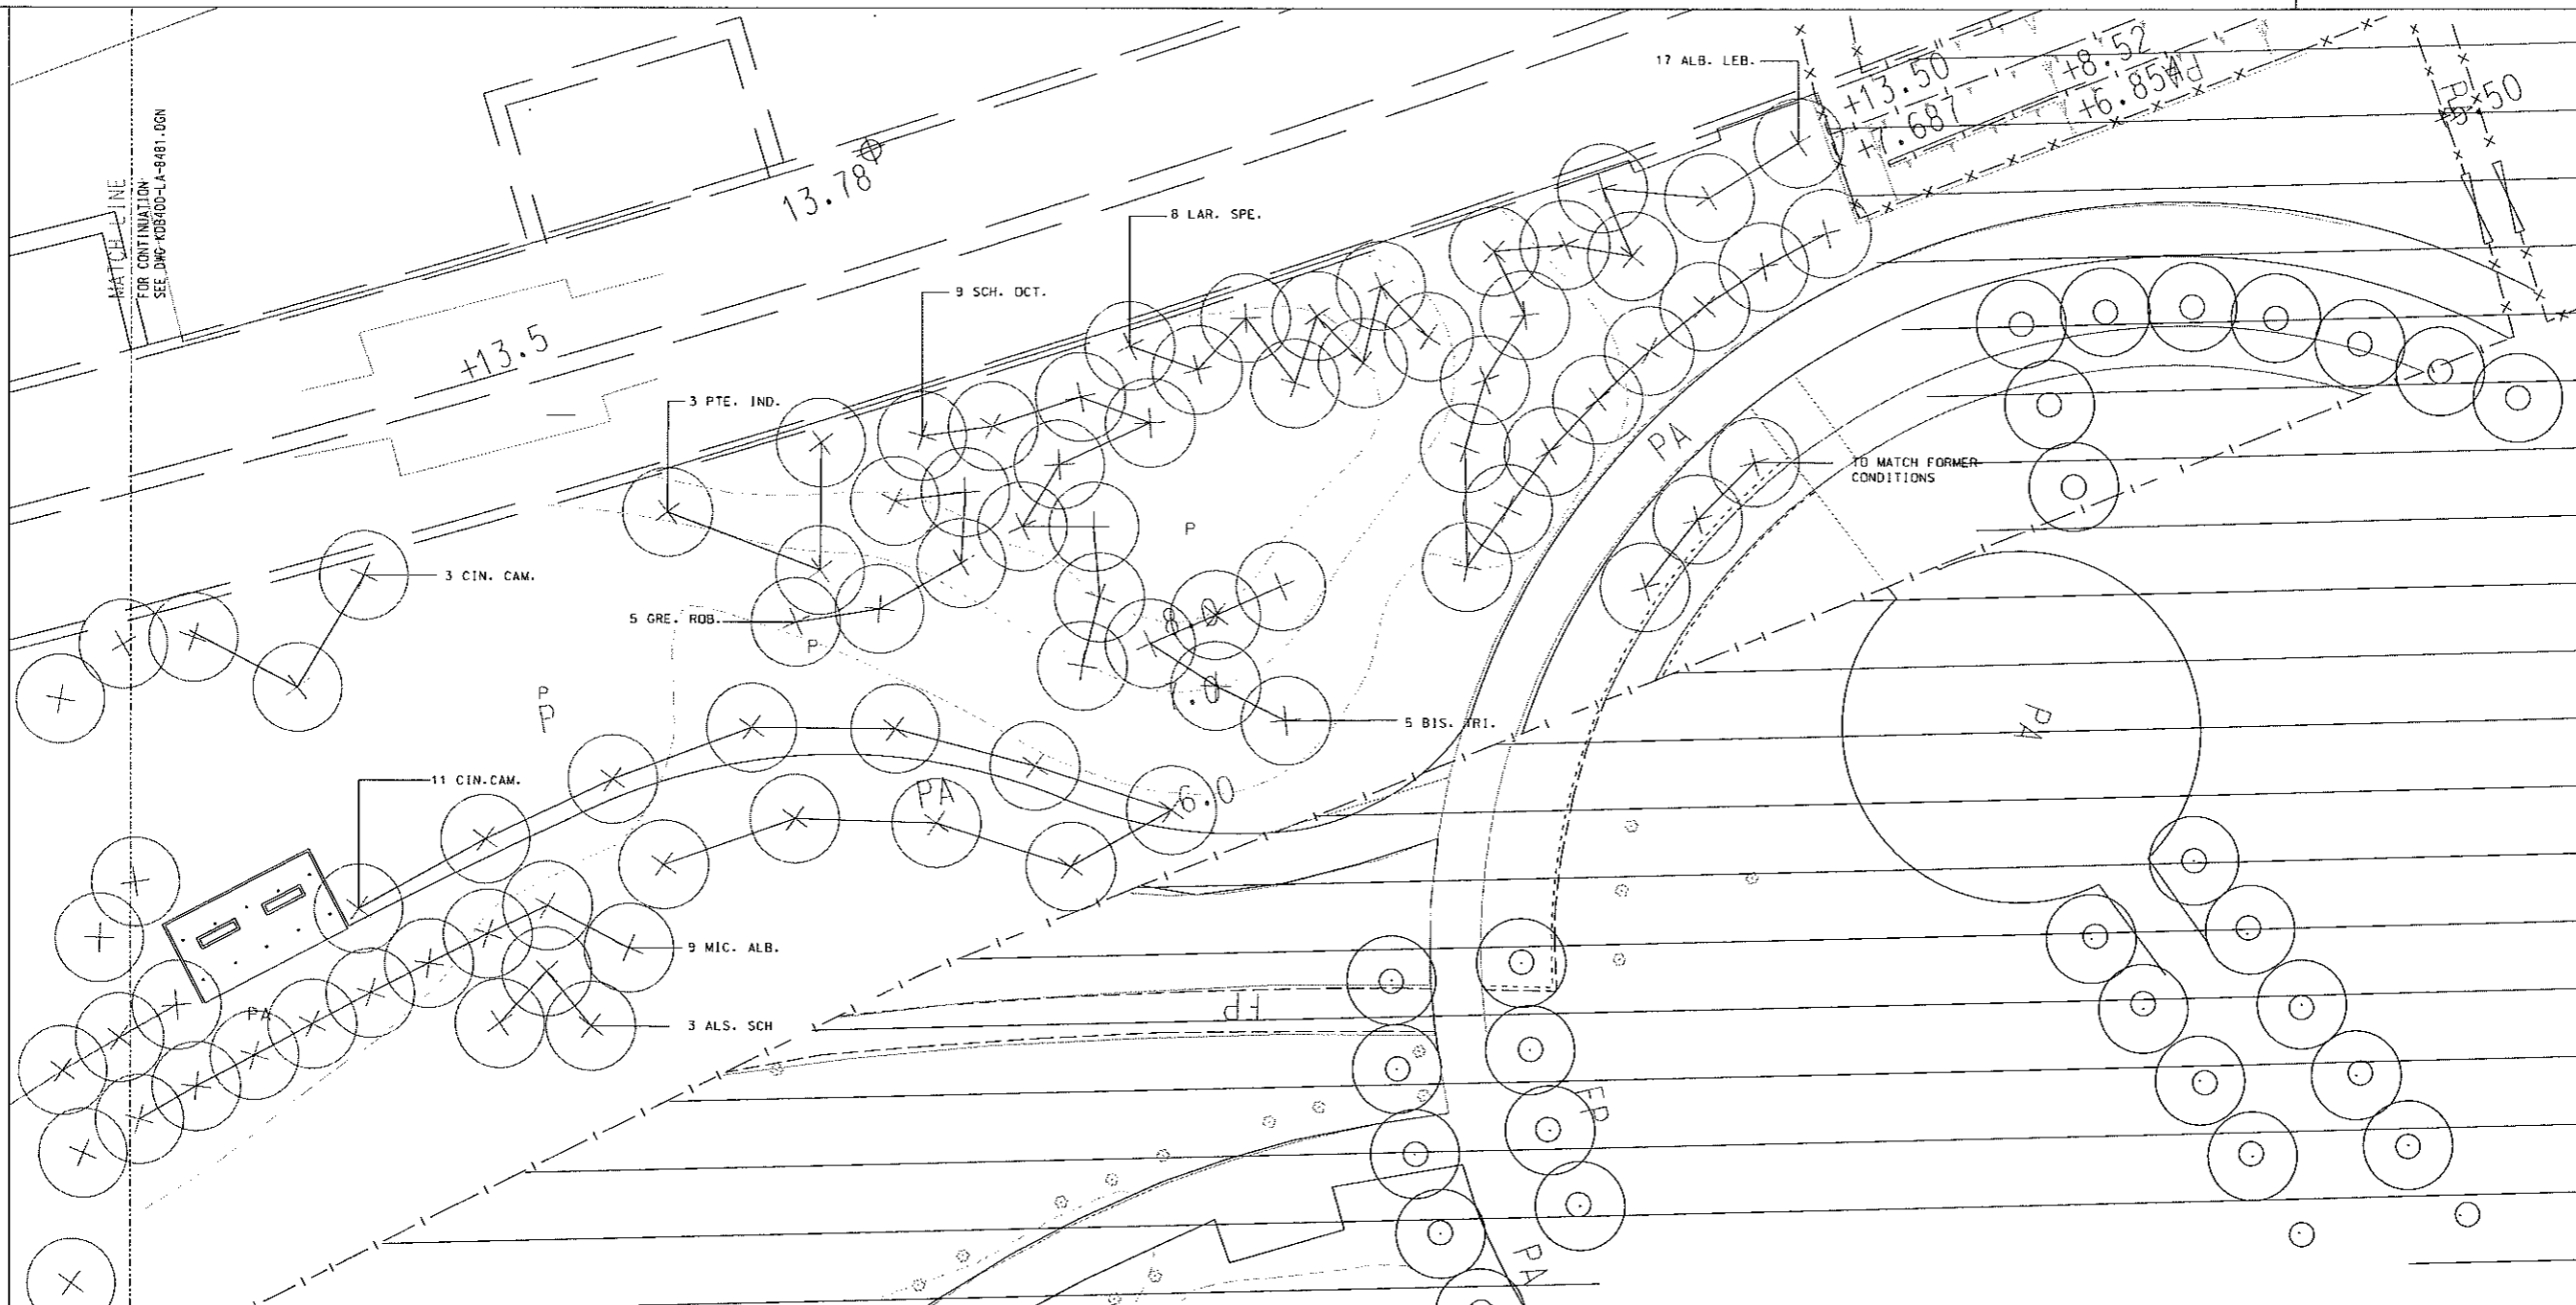 MATCH LINE
FOR CONTINUATION
SEE DWG KDB400-LA-8481.DGN
13.78
+13.5
17 ALB. LEB.
+13.50
+7.687
+8.52
+6.85
PA
8 LAR. SPE.
9 SCH. OCT.
3 PTE. IND.
3 CIN. CAM.
5 GRE. ROB.
P
P
P
P
PA
TO MATCH FORMER
CONDITIONS
8.0
5 BIS. TRI.
PA
11 CIN.CAM.
PA
6.0
9 MIC. ALB.
3 ALS. SCH
PA
FP
FP
PA